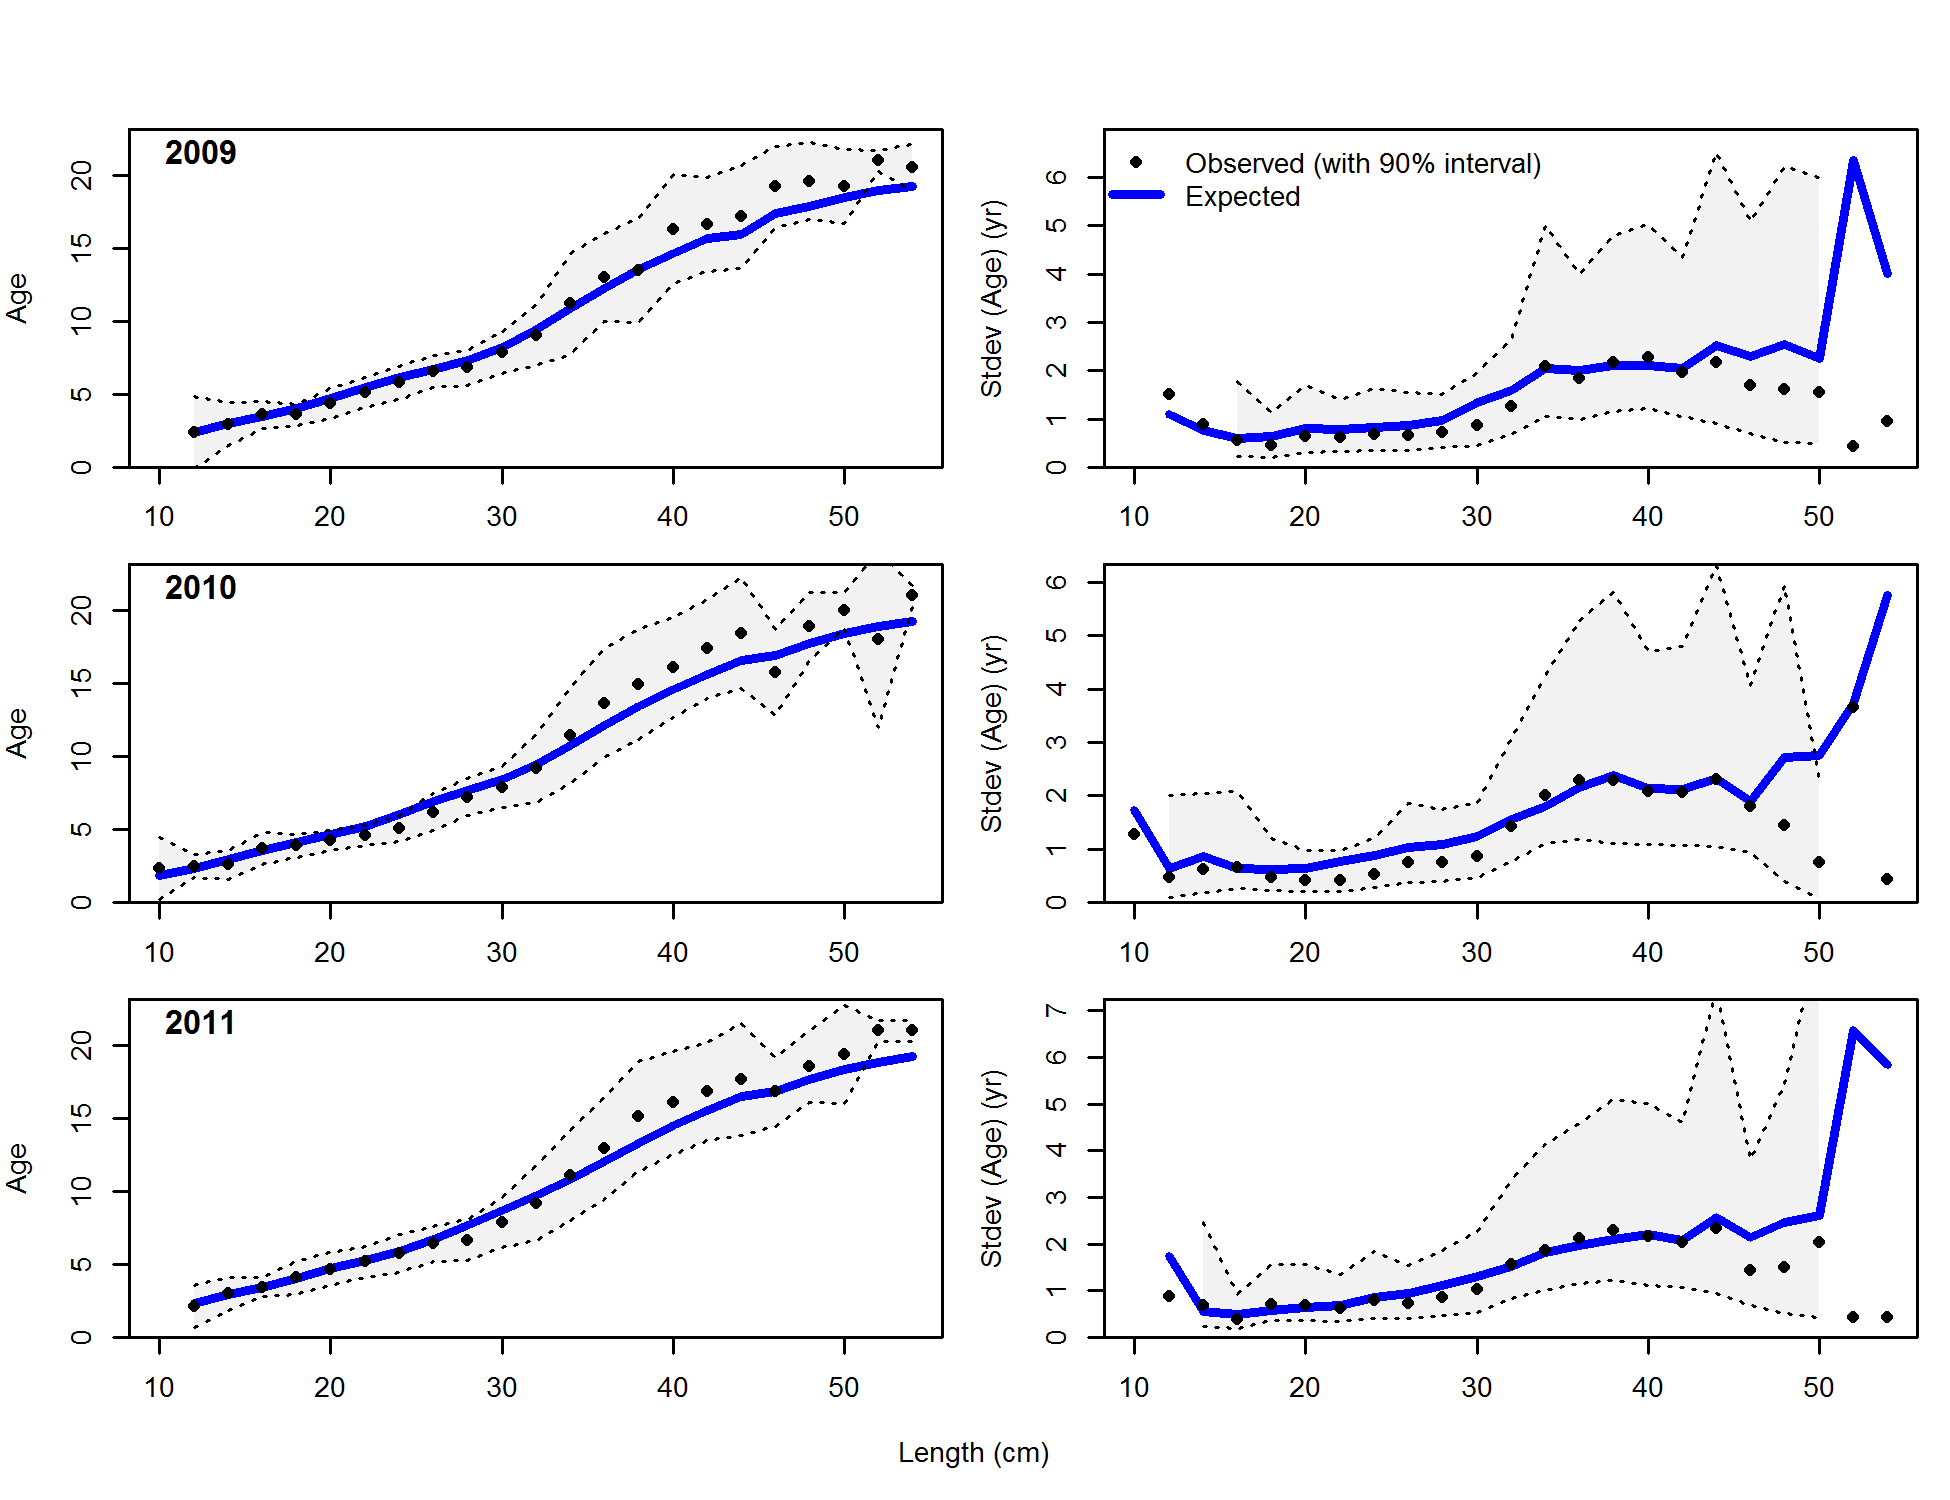 2009
Age
0 5 10 15 20
10 20 30 40 50
Observed (with 90% interval)
Expected
Stdev (Age) (yr)
0 1 2 3 4 5 6
10 20 30 40 50
2010
Age
0 5 10 15 20
10 20 30 40 50
Stdev (Age) (yr)
0 1 2 3 4 5 6
10 20 30 40 50
2011
Age
0 5 10 15 20
10 20 30 40 50
Stdev (Age) (yr)
0 1 2 3 4 5 6 7
10 20 30 40 50
Length (cm)